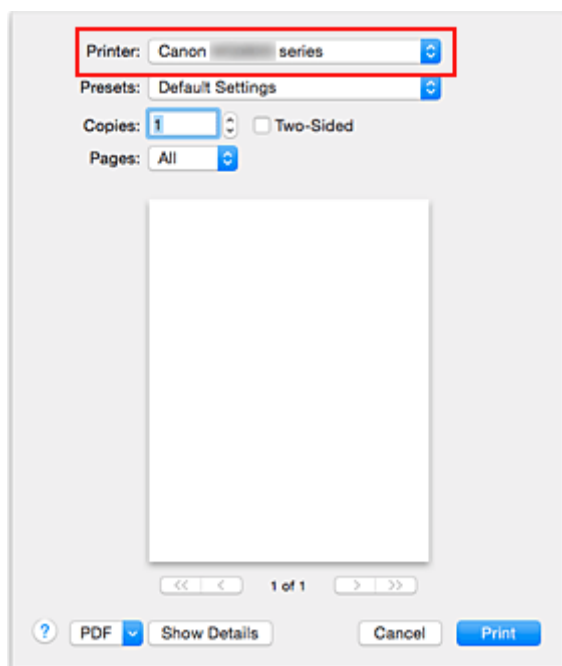 Printer: Canon series
Presets: Default Settings
Copies: 1 Two-Sided
Pages: All
<< < 1 of 1 > >>
? PDF Show Details Cancel Print